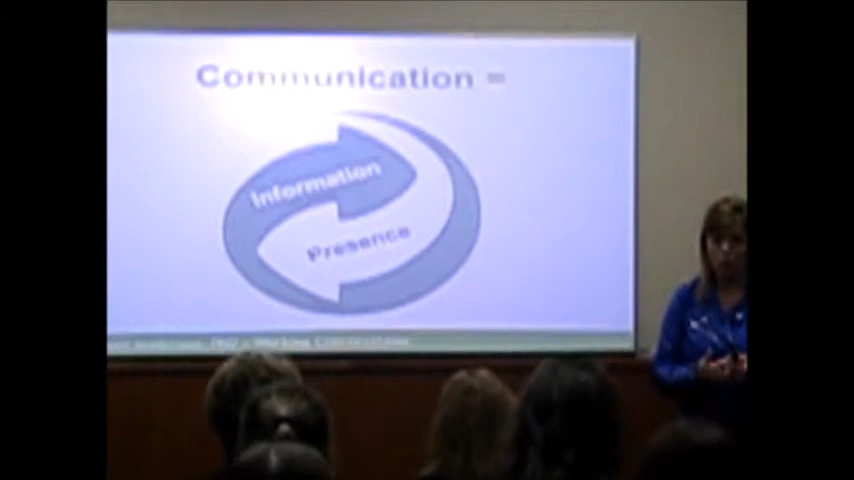 Communication =
Information
Presence